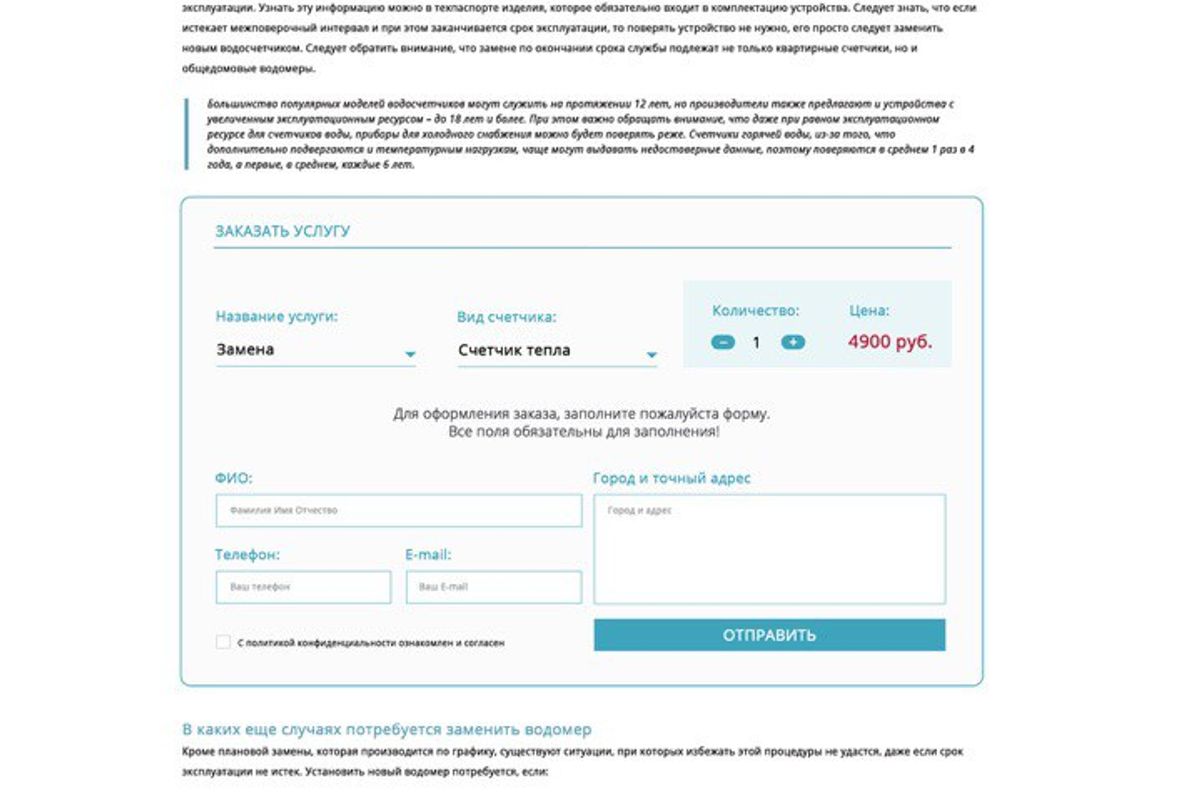 эксплуатации. Узнать эту информацию можно в техпаспорте изделия, которое обязательно входит в комплектацию устройства. Следует знать, что если
истекает межповерочный интервал и при этом заканчивается срок эксплуатации, то поверять устройство не нужно, его просто следует заменить
новым водосчетчиком. Следует обратить внимание, что замене по окончании срока службы подлежат не только квартирные счетчики, но и
общедомовые водомеры.
Большинство популярных моделей водосчетчиков могут служить на протяжении 12 лет, но производители также предлагают и устройства с
увеличенным эксплуатационным ресурсом – до 18 лет и более. При этом важно обращать внимание, что даже при равном эксплуатационном
ресурсе для счетчиков воды, приборы для холодного снабжения можно будет поверять реже. Счетчики горячей воды, из-за того, что
дополнительно подвергаются и температурным нагрузкам, чаще могут выдавать недостоверные данные, поэтому поверяются в среднем 1 раз в 4
года, а первые, в среднем, каждые 6 лет.
ЗАКАЗАТЬ УСЛУГУ
Название услуги: Вид счетчика: Количество: Цена:
Замена Счетчик тепла − 1 + 4900 руб.
Для оформления заказа, заполните пожалуйста форму.
Все поля обязательны для заполнения!
ФИО: Город и точный адрес
Фамилия Имя Отчество Город и адрес
Телефон: E-mail:
Ваш телефон Ваш E-mail
С политикой конфиденциальности ознакомлен и согласен ОТПРАВИТЬ
В каких еще случаях потребуется заменить водомер
Кроме плановой замены, которая производится по графику, существуют ситуации, при которых избежать этой процедуры не удастся, даже если срок
эксплуатации не истек. Установить новый водомер потребуется, если: